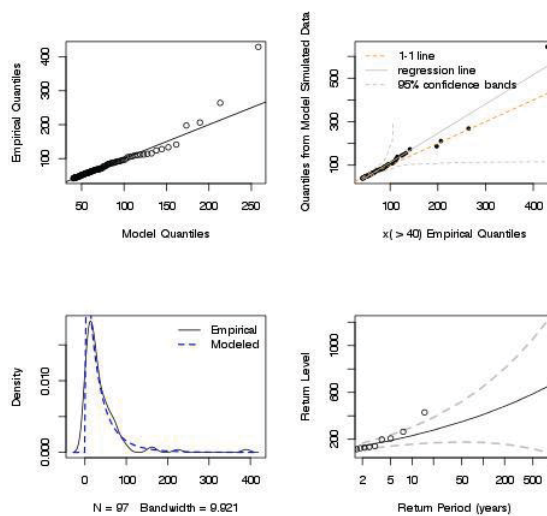 Empirical Quantiles
400
300
200
100
50 100 150 200 250
Model Quantiles
Quantiles from Model Simulated Data
500
300
100
1-1 line
regression line
95% confidence bands
100 200 300 400
x( > 40) Empirical Quantiles
Density
0.010
0.000
Empirical
Modeled
0 100 200 300 400
N = 97 Bandwidth = 9.921
Return Level
1000
600
200
2 5 10 50 100 200 500
Return Period (years)